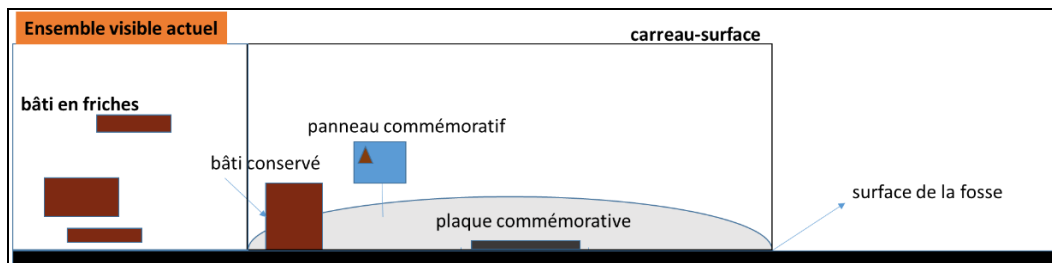 Ensemble visible actuel
carreau-surface
bâti en friches
panneau commémoratif
bâti conservé
surface de la fosse
plaque commémorative